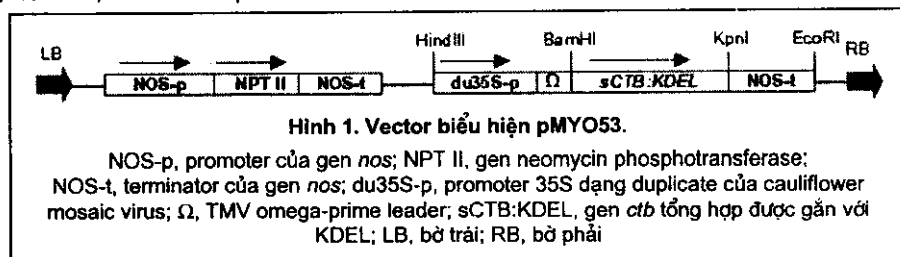 HindIII BamHI KpnI EcoRI
LB RB
NOS-p NPT II NOS-t du35S-p Ω sCTB:KDEL NOS-t
Hình 1. Vector biểu hiện pMYO53.
NOS-p, promoter của gen nos; NPT II, gen neomycin phosphotransferase;
NOS-t, terminator của gen nos; du35S-p, promoter 35S dạng duplicate của cauliflower
mosaic virus; Ω, TMV omega-prime leader; sCTB:KDEL, gen ctb tổng hợp được gắn với
KDEL; LB, bờ trái; RB, bờ phải